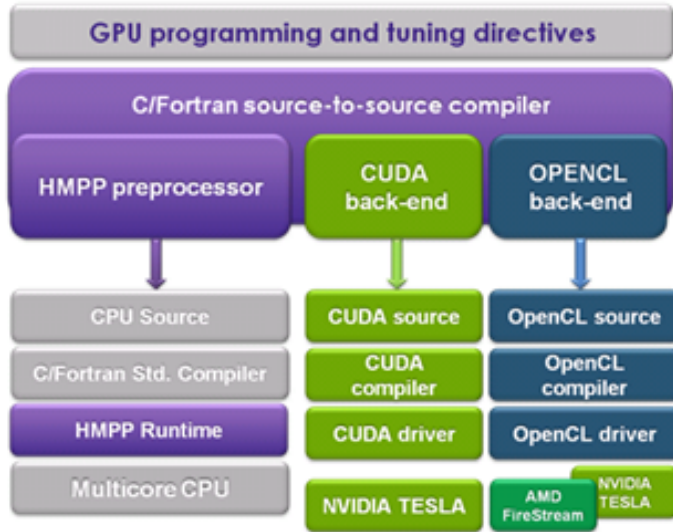 GPU programming and tuning directives
C/Fortran source-to-source compiler
HMPP preprocessor
CUDA
back-end
OPENCL
back-end
CPU Source
CUDA source
OpenCL source
C/Fortran Std. Compiler
CUDA
compiler
OpenCL
compiler
HMPP Runtime
CUDA driver
OpenCL driver
Multicore CPU
NVIDIA TESLA
AMD
FireStream
NVIDIA
TESLA